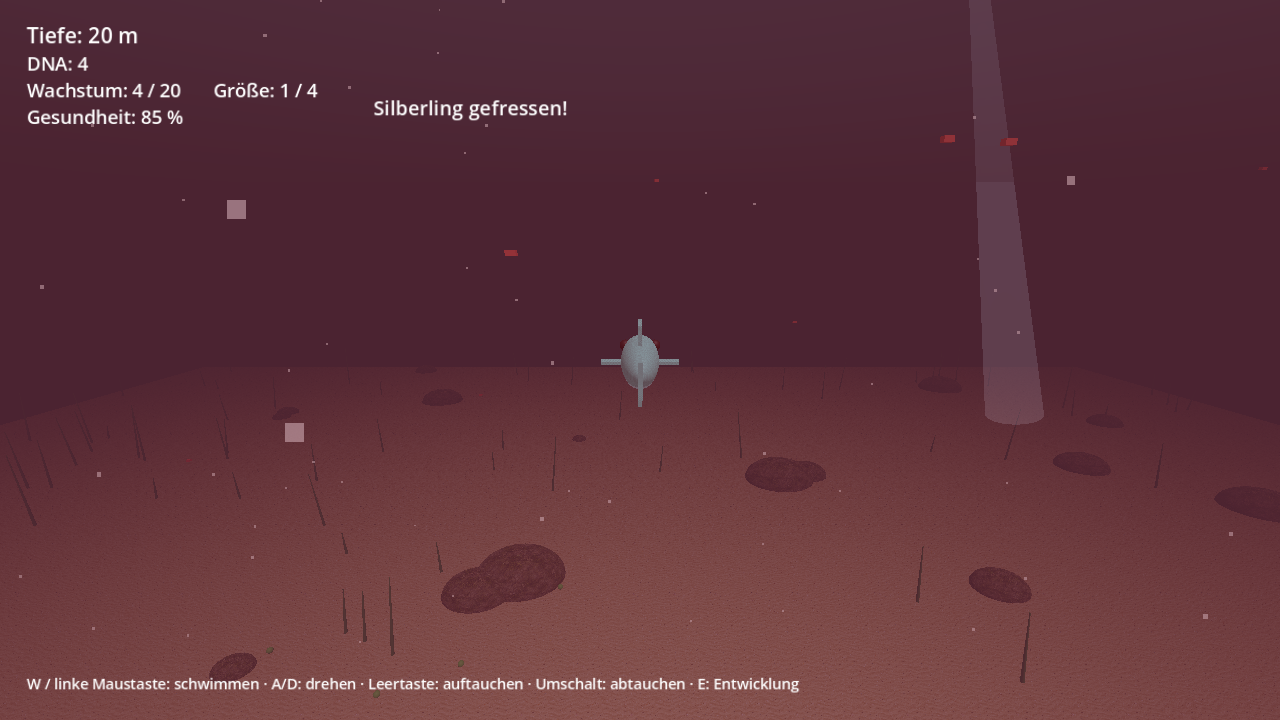 Tiefe: 20 m
DNA: 4
Wachstum: 4 / 20 Größe: 1 / 4
Gesundheit: 85 %
Silberling gefressen!
W / linke Maustaste: schwimmen · A/D: drehen · Leertaste: auftauchen · Umschalt: abtauchen · E: Entwicklung